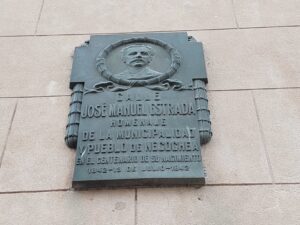 CALLE
JOSE MANUEL ESTRADA
HOMENAJE
DE LA MUNICIPALIDAD
Y PUEBLO DE NECOCHEA
EN EL CENTENARIO DE SU NACIMIENTO
1842-13 DE JULIO-1942